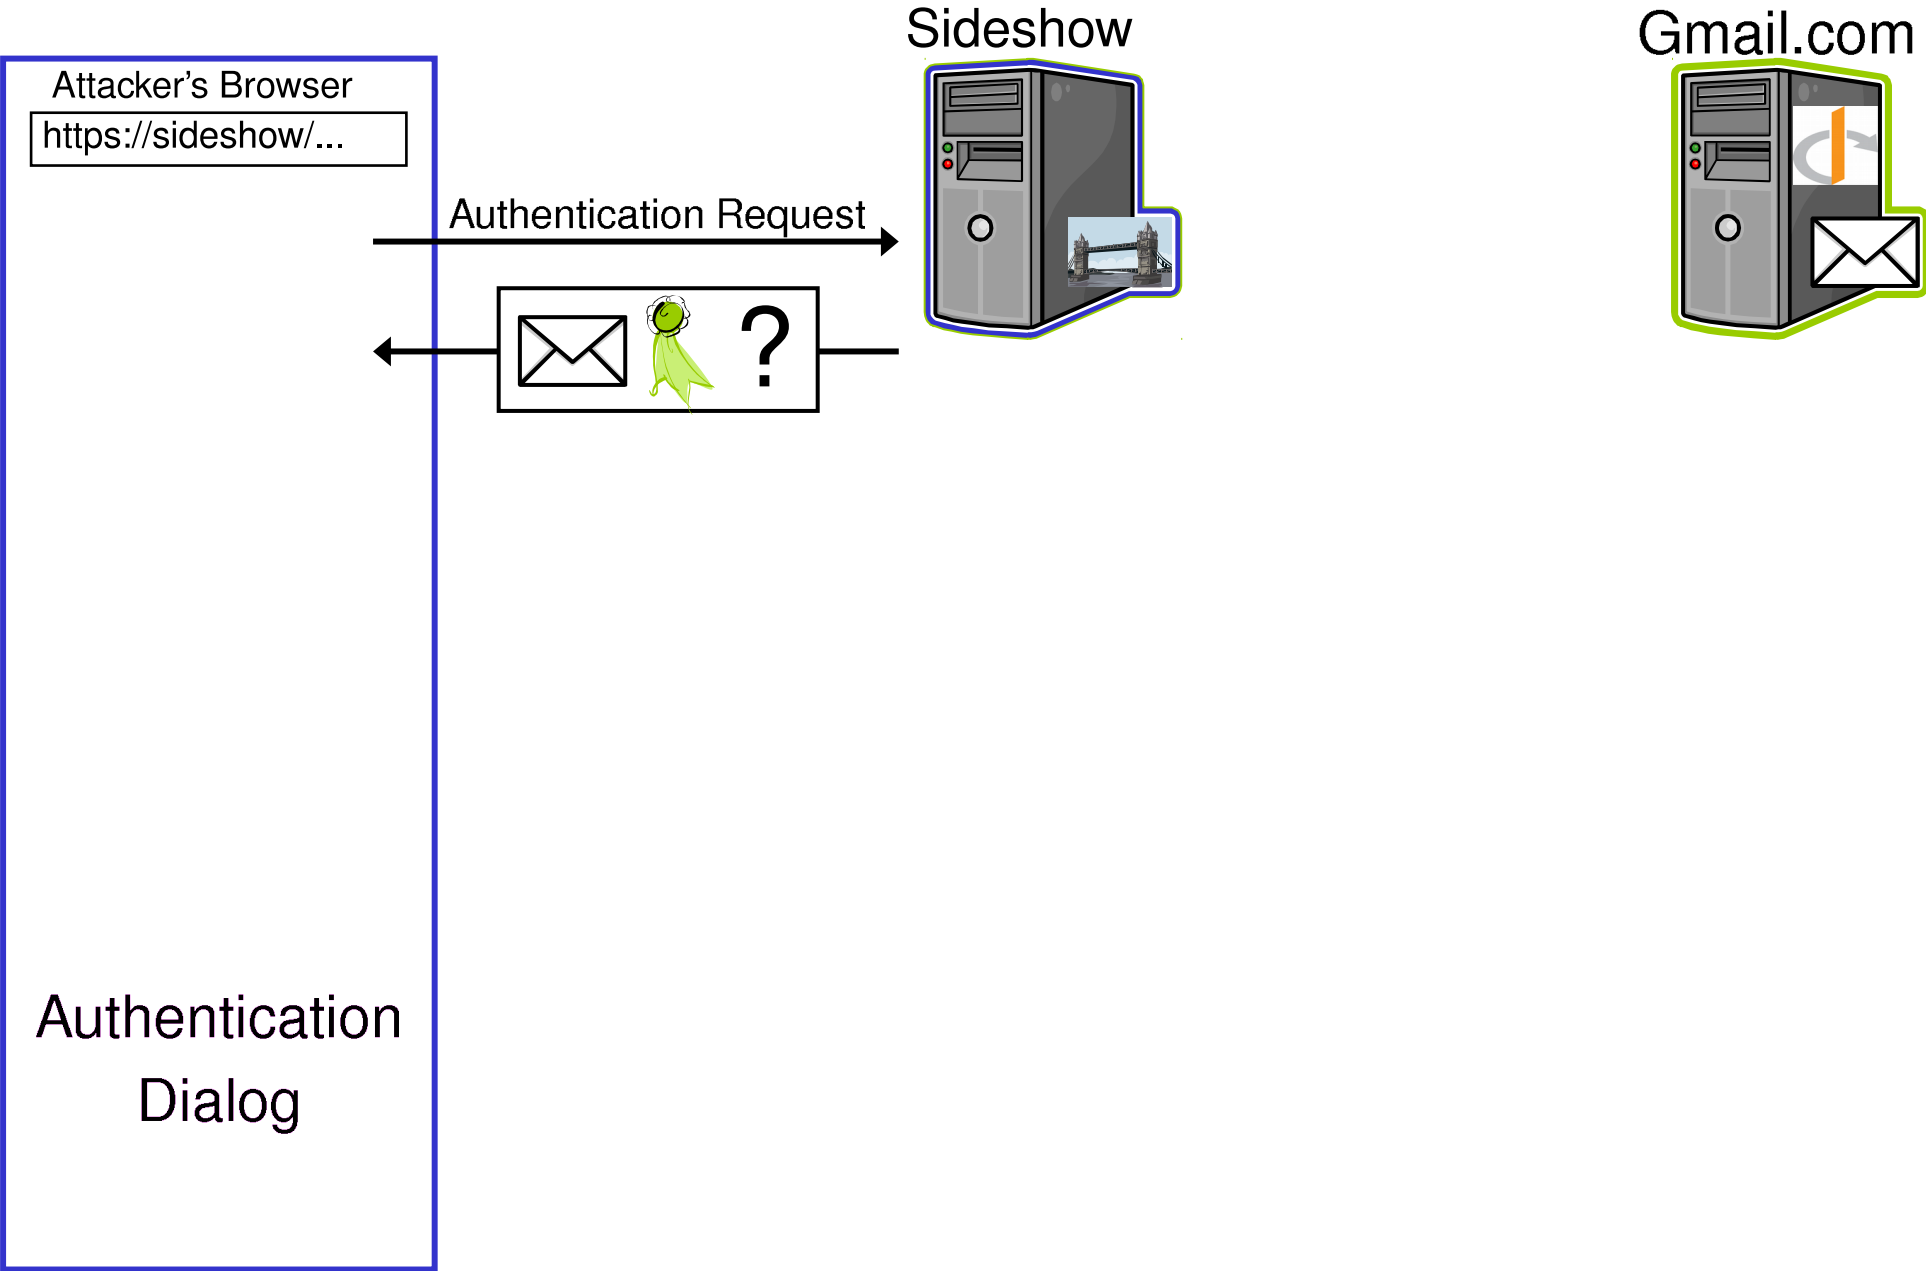 Sideshow
Gmail.com
Attacker’s Browser
https://sideshow/...
Authentication Request
?
Authentication
Dialog